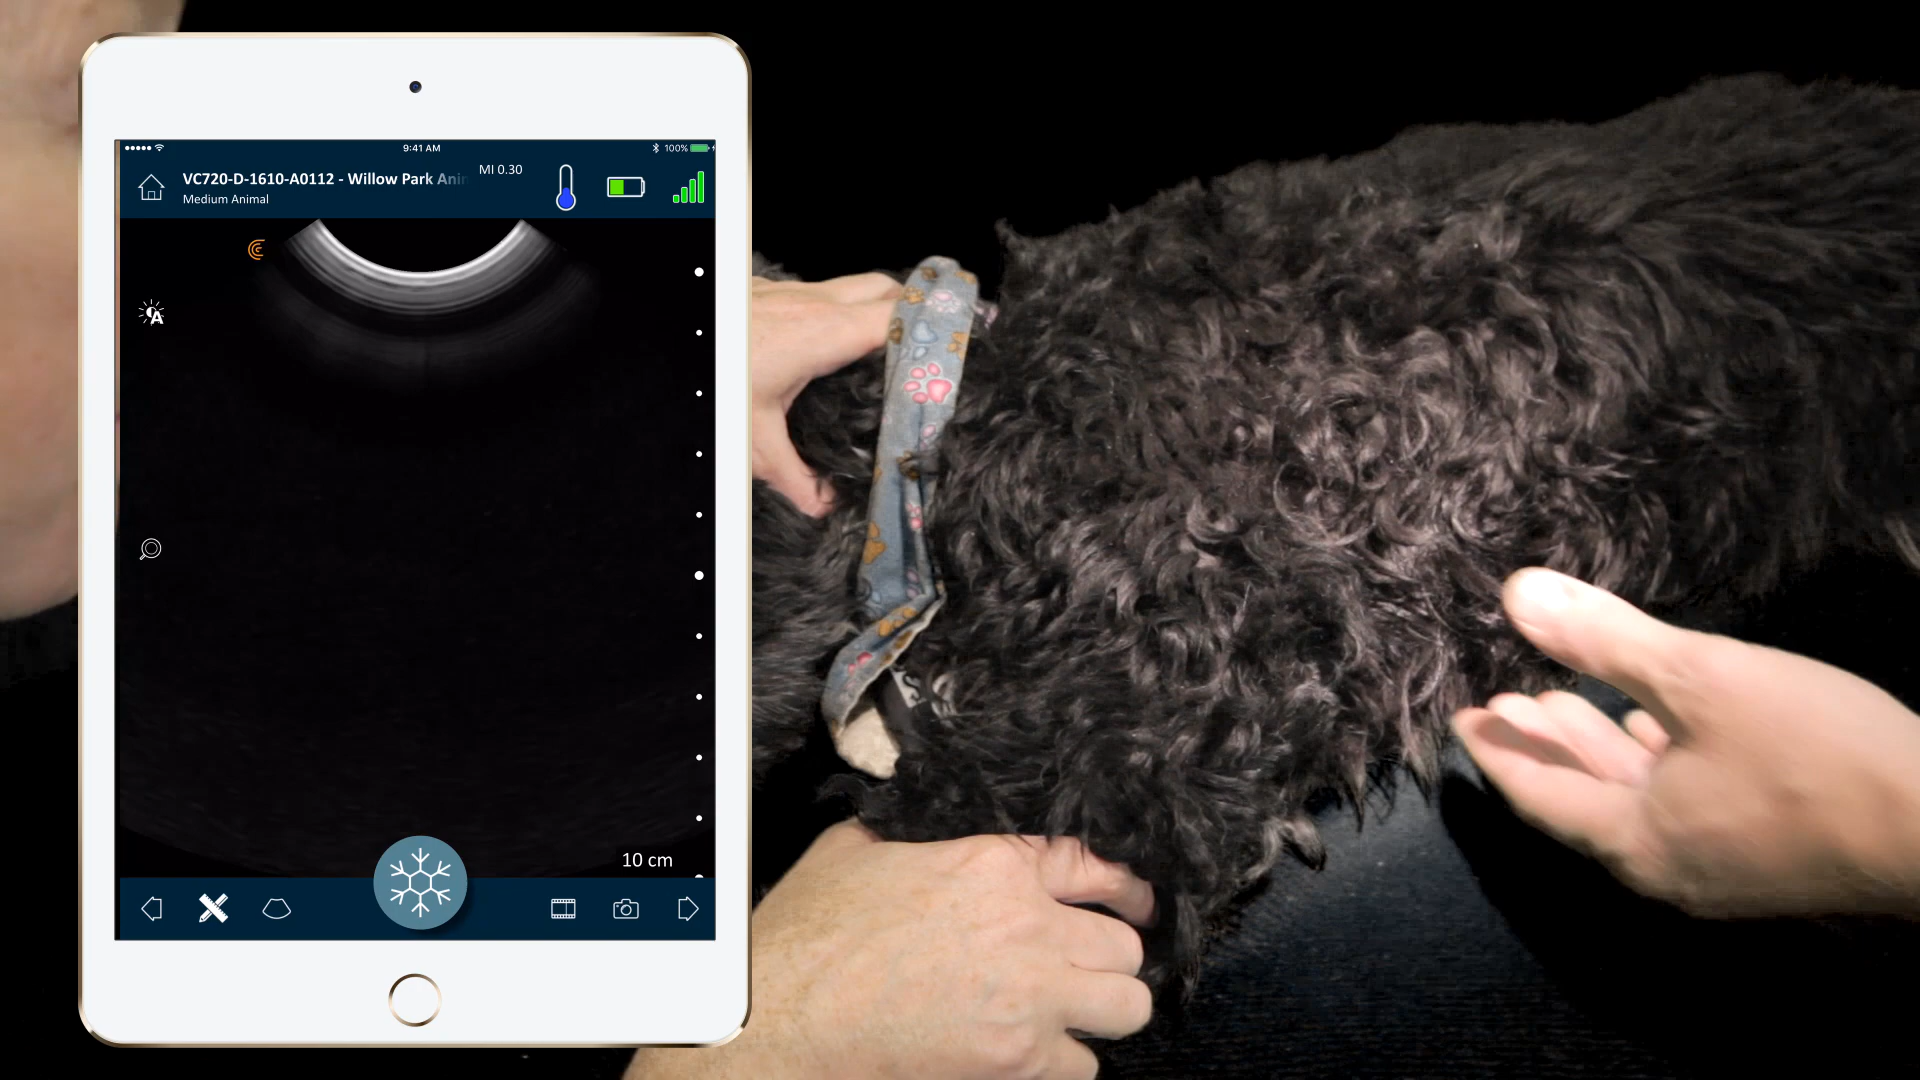 9:41 AM
100%
VC720-D-1610-A0112 - Willow Park Ani
MI 0.30
Medium Animal
A
10 cm